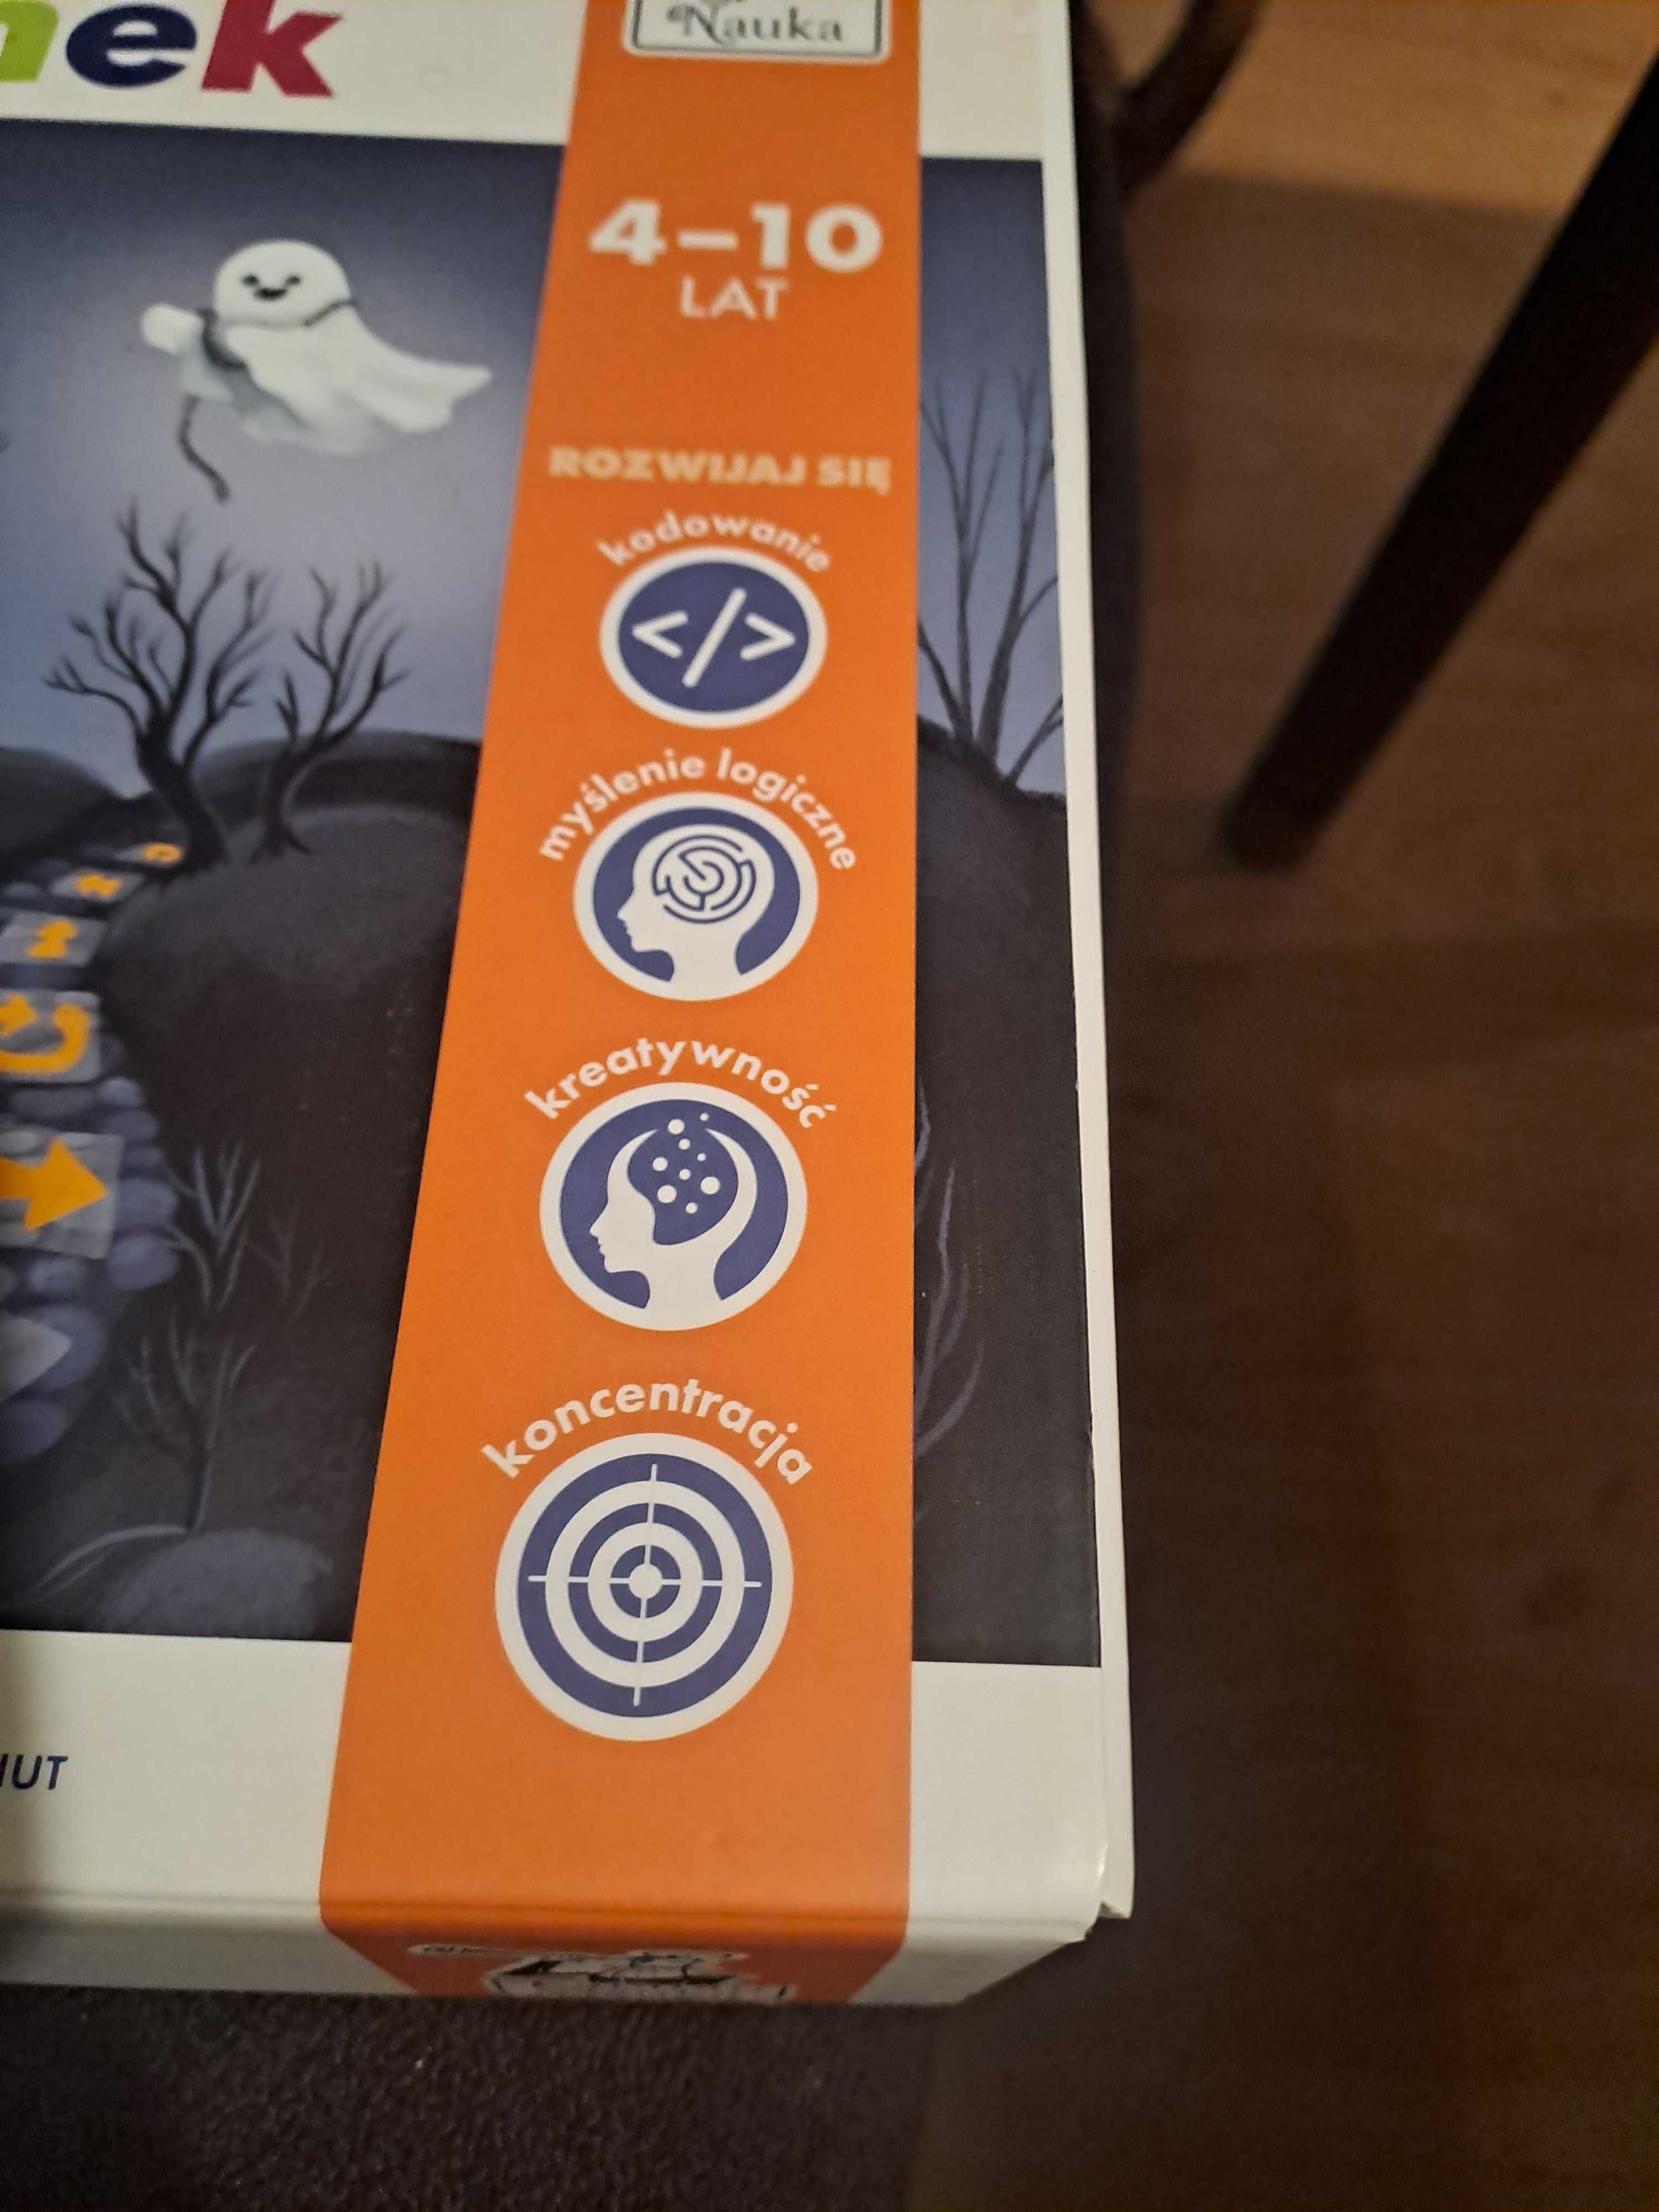 Nauka
4–10
LAT
ROZWIJAJ SIĘ
kodowanie
</>
myślenie logiczne
kreatywność
koncentracja